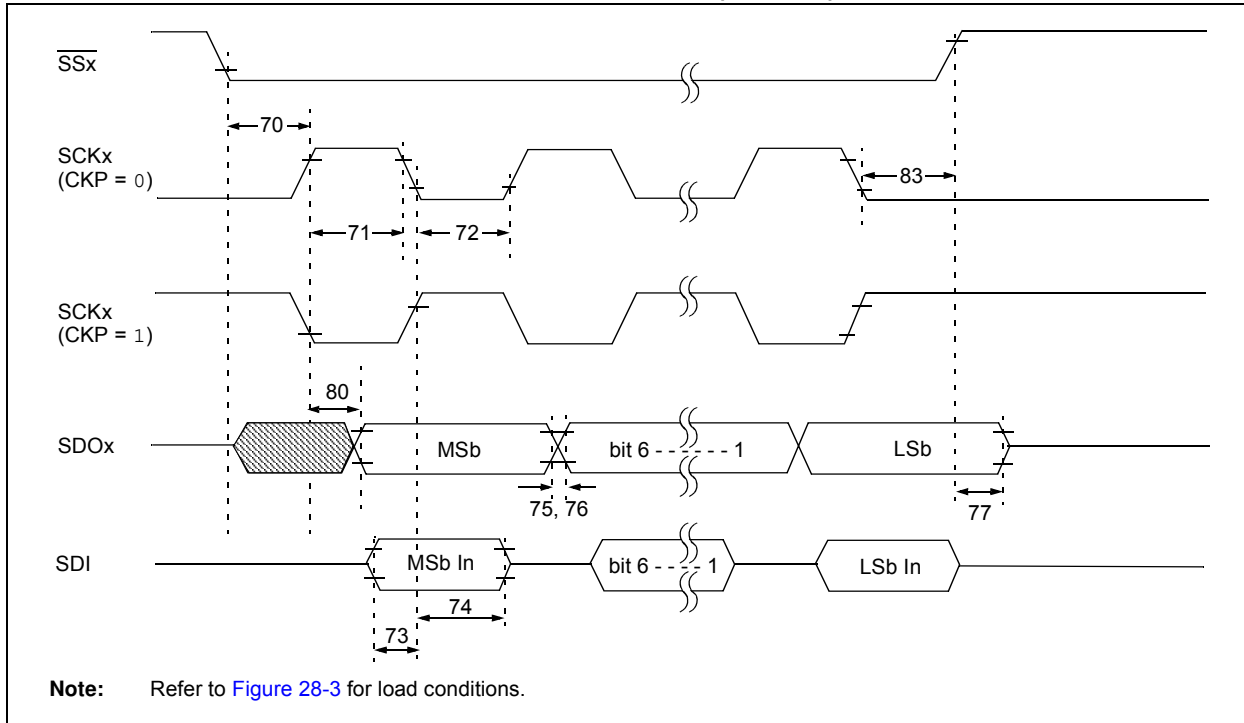 SSx
70
SCKx
(CKP = 0)
83
71
72
SCKx
(CKP = 1)
80
SDOx
MSb
bit 6 - - - - - - 1
LSb
75, 76
77
SDI
MSb In
bit 6 - - - - 1
LSb In
74
73
Note: Refer to Figure 28-3 for load conditions.